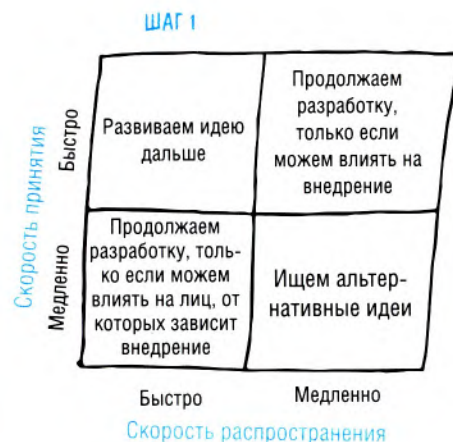 ШАГ 1
Скорость принятия
Быстро
Развиваем идею
дальше
Продолжаем
разработку,
только если
можем влиять на
внедрение
Медленно
Продолжаем
разработку, толь-
ко если можем
влиять на лиц, от
которых зависит
внедрение
Ищем альтер-
нативные идеи
Быстро
Медленно
Скорость распространения